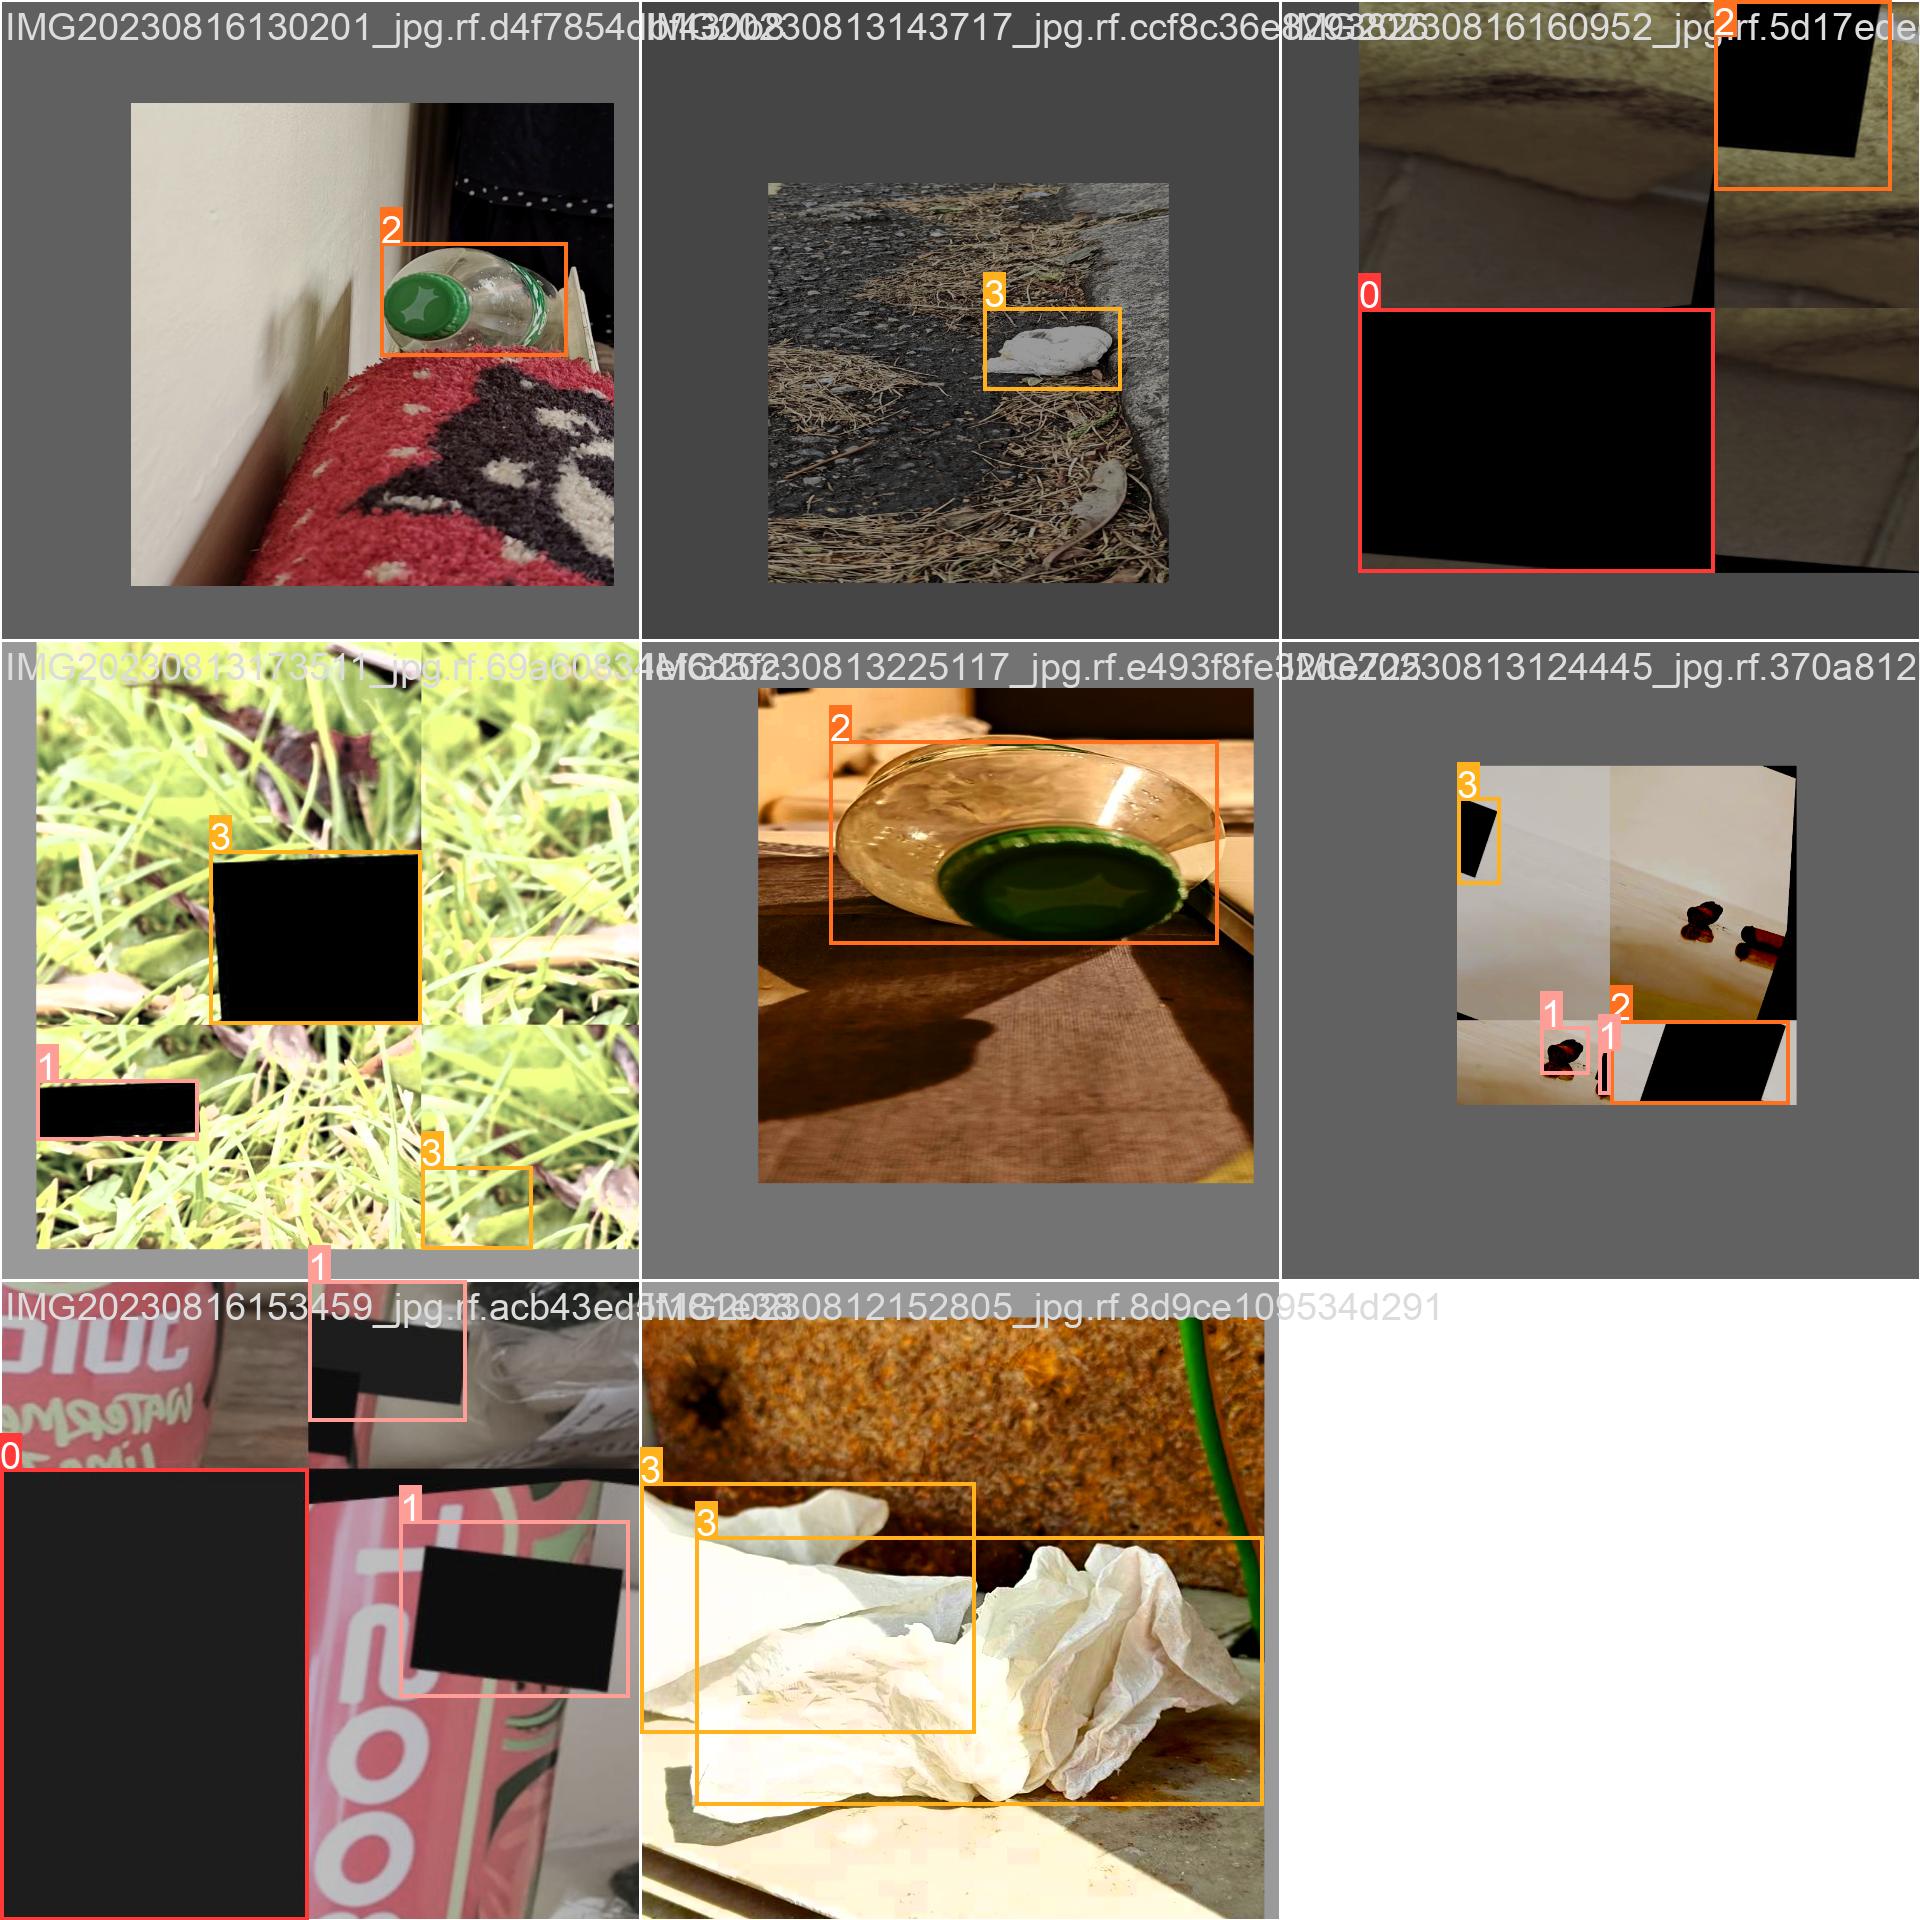 IMG20230816130201_jpg.rf.d4f7854d
IMG20230813143717_jpg.rf.ccf8c36e
IMG20230816160952_jpg.rf.5d17ede
2
3
2
0
IMG20230813173511_jpg.rf.69a60834
IMG20230813225117_jpg.rf.e493f8fe
IMG20230813124445_jpg.rf.370a812
3
1
3
2
3
1
1
2
IMG20230816153459_jpg.rf.acb43ed5
IMG20230812152805_jpg.rf.8d9ce109534d291
1
0
1
3
3